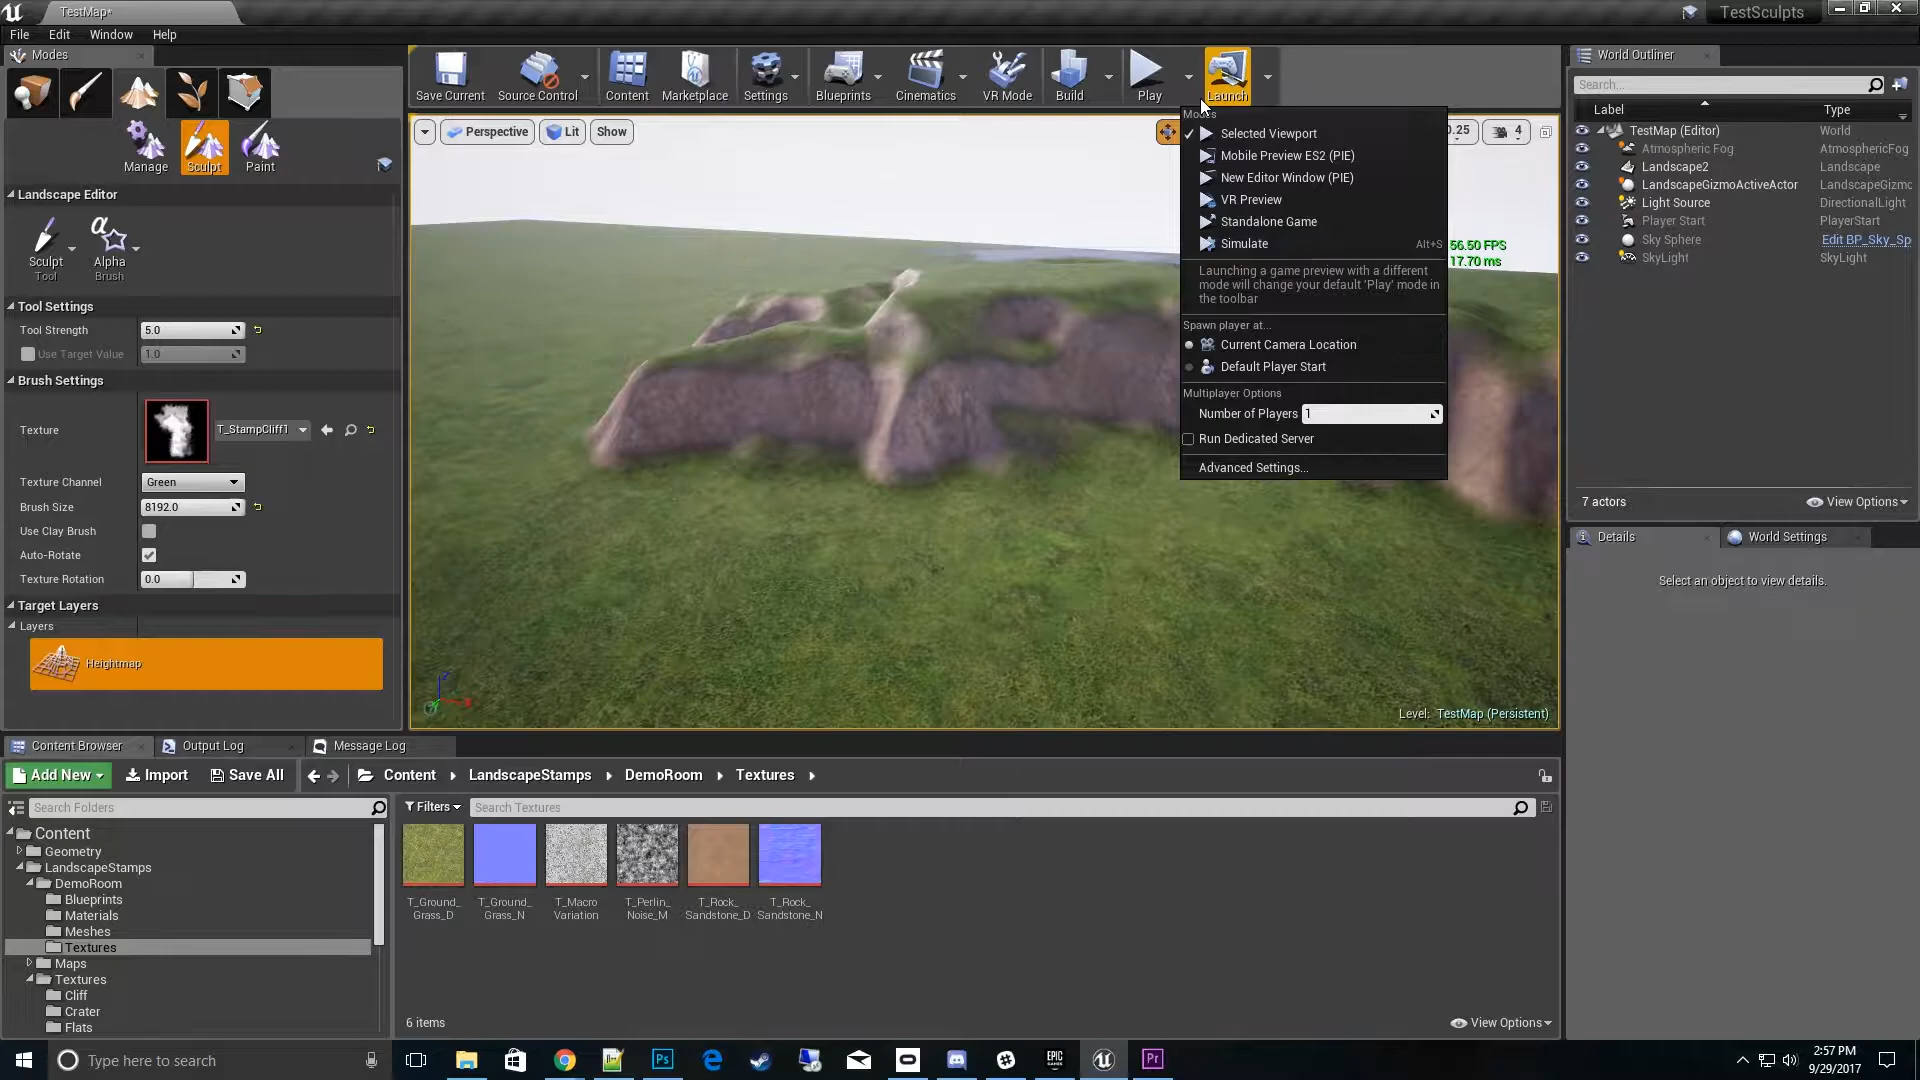 TestMap*
TestSculpts
File Edit Window Help
Modes
Save Current
Source Control
Content
Marketplace
Settings
Blueprints
Cinematics
VR Mode
Build
Play
Launch
Manage
Sculpt
Paint
Landscape Editor
Sculpt
Tool
Alpha
Brush
Tool Settings
Tool Strength 5.0
Use Target Value 1.0
Brush Settings
Texture T_StampCliff1
Texture Channel Green
Brush Size 8192.0
Use Clay Brush
Auto-Rotate
Texture Rotation 0.0
Target Layers
Layers
Heightmap
Perspective Lit Show
0.25 4
56.50 FPS
17.70 ms
Level: TestMap (Persistent)
Modes
Selected Viewport
Mobile Preview ES2 (PIE)
New Editor Window (PIE)
VR Preview
Standalone Game
Simulate Alt+S
Launching a game preview with a different
mode will change your default 'Play' mode in
the toolbar
Spawn player at...
Current Camera Location
Default Player Start
Multiplayer Options
Number of Players 1
Run Dedicated Server
Advanced Settings...
World Outliner
Search...
Label Type
TestMap (Editor) World
Atmospheric Fog AtmosphericFog
Landscape2 Landscape
LandscapeGizmoActiveActor LandscapeGizmo
Light Source DirectionalLight
Player Start PlayerStart
Sky Sphere Edit BP_Sky_Sp
SkyLight SkyLight
7 actors View Options
Details World Settings
Select an object to view details.
Content Browser Output Log Message Log
Add New Import Save All Content LandscapeStamps DemoRoom Textures
Search Folders
Filters Search Textures
Content
Geometry
LandscapeStamps
DemoRoom
Blueprints
Materials
Meshes
Textures
Maps
Textures
Cliff
Crater
Flats
T_Ground_
Grass_D
T_Ground_
Grass_N
T_Macro
Variation
T_Perlin_
Noise_M
T_Rock_
Sandstone_D
T_Rock_
Sandstone_N
6 items View Options
Type here to search
Ps
EPIC
GAMES
Pr
2:57 PM
9/29/2017